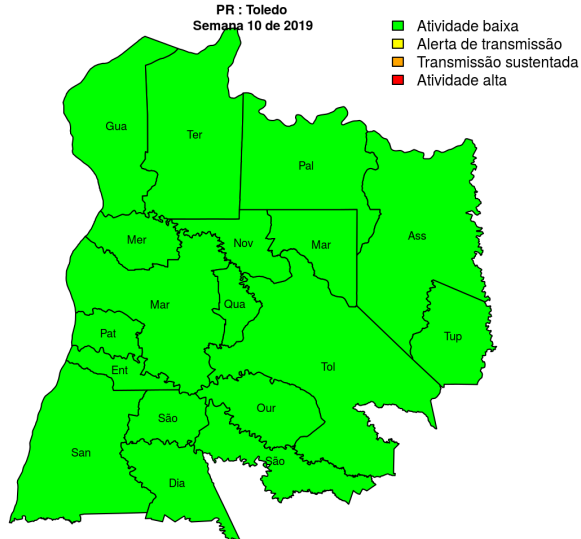 PR : Toledo
Semana 10 de 2019
Atividade baixa
Alerta de transmissão
Transmissão sustentada
Atividade alta
Gua
Ter
Pal
Mer
Nov
Mar
Ass
Mar
Qua
Pat
Tup
Ent
Tol
São
Our
San
São
Dia